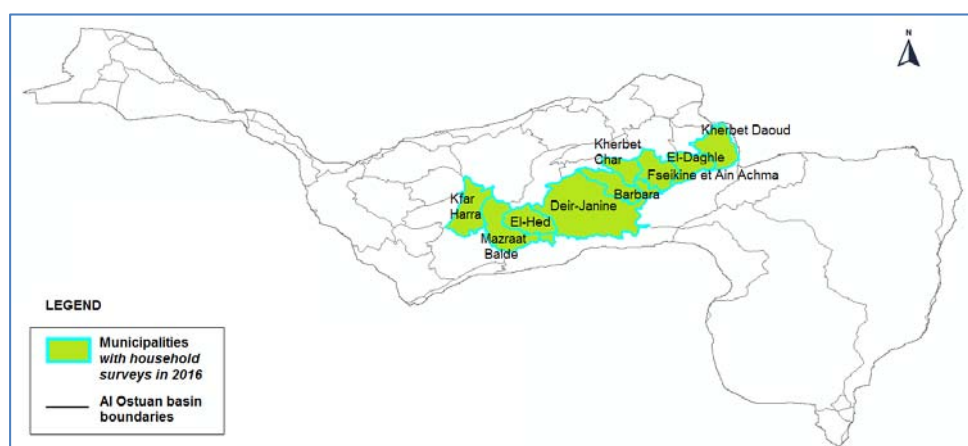 N
Kherbet Daoud
Kherbet
Char
El-Daghle
Fseikine et Ain Achma
Barbara
Deir-Janine
Kfar
Harra
El-Hed
Mazraat
Balde
LEGEND
Municipalities
with household
surveys in 2016
Al Ostuan basin
boundaries